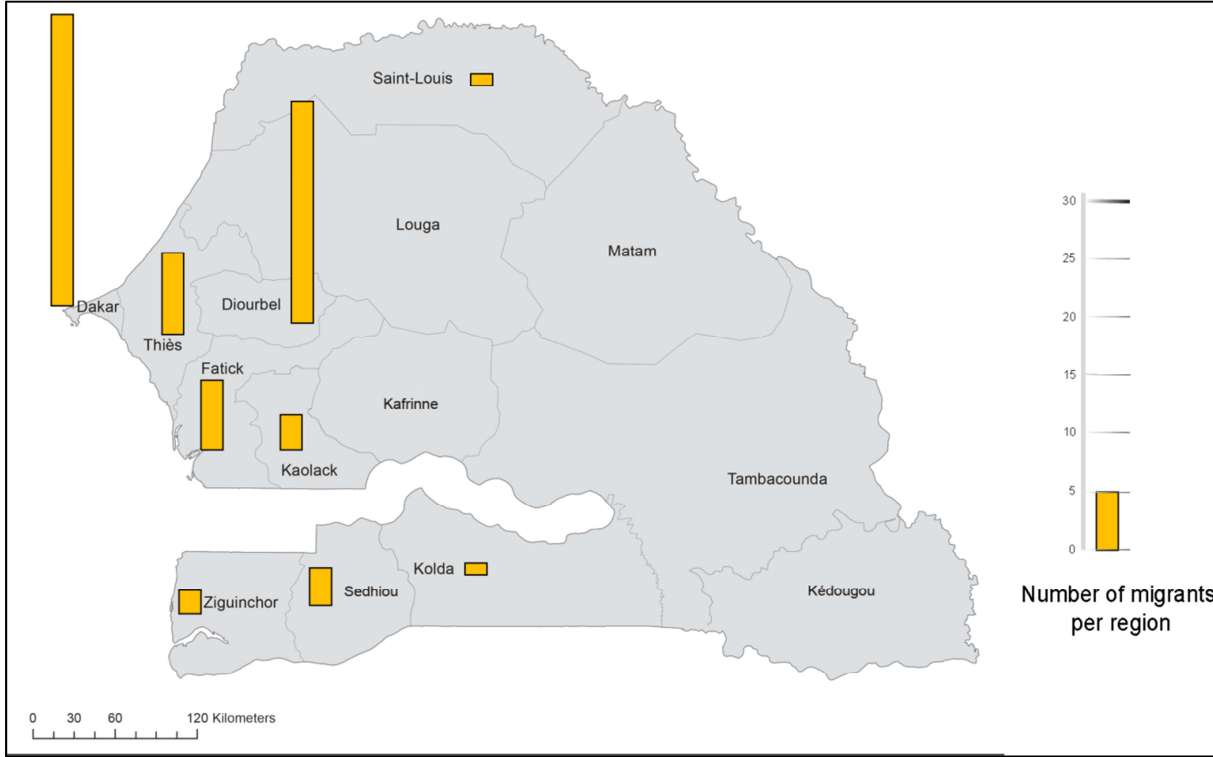 Saint-Louis
Louga
Matam
Dakar
Diourbel
Thiès
Fatick
Kafrinne
Kaolack
Tambacounda
Kolda
Sedhiou
Ziguinchor
Kédougou
30
25
20
15
10
5
0
Number of migrants
per region
0 30 60 120 Kilometers